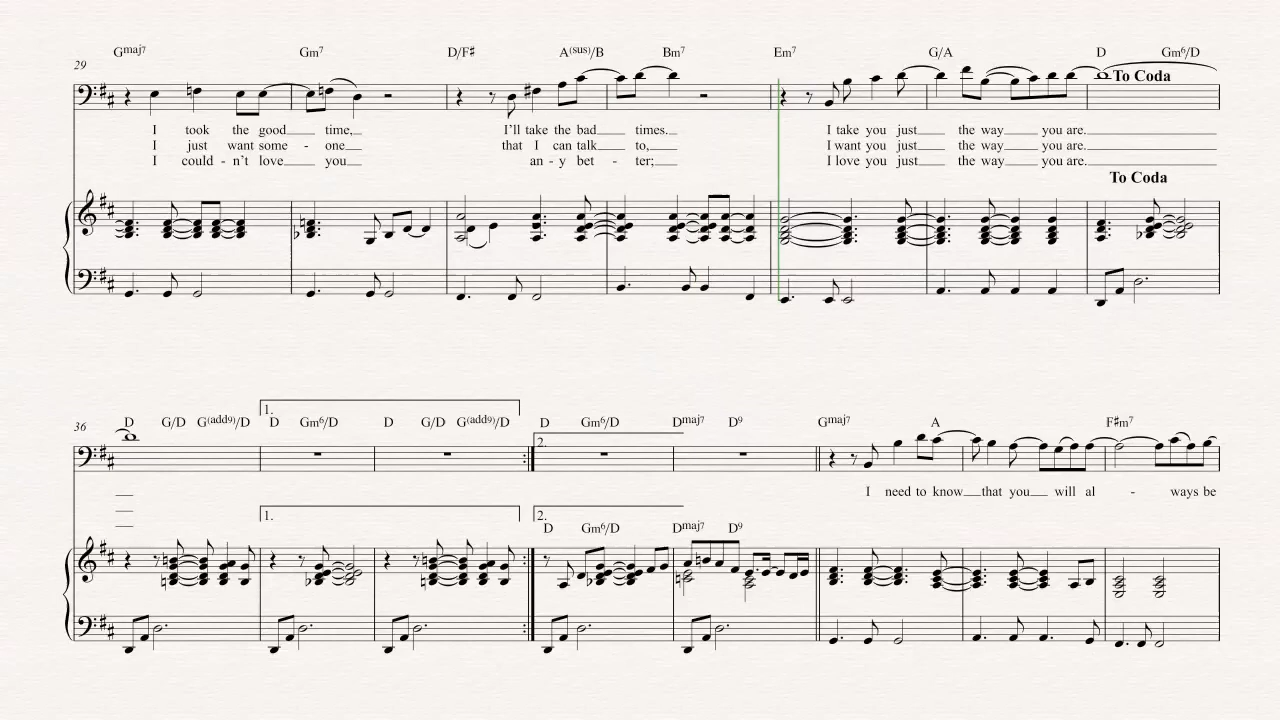 Gmaj7 Gm7 D/F♯ A(sus)/B Bm7 Em7 G/A D Gm6/D
29
To Coda
I took the good time, I'll take the bad times. I take you just the way you are.
I just want some - one that I can talk to, I want you just the way you are.
I could - n't love you an - y bet - ter; I love you just the way you are.
To Coda
1.
D G/D G(add9)/D D Gm6/D D G/D G(add9)/D D Gm6/D Dmaj7 D9 Gmaj7 A F♯m7
36
2.
I need to know that you will al - ways be
1. 2.
D Gm6/D Dmaj7 D9